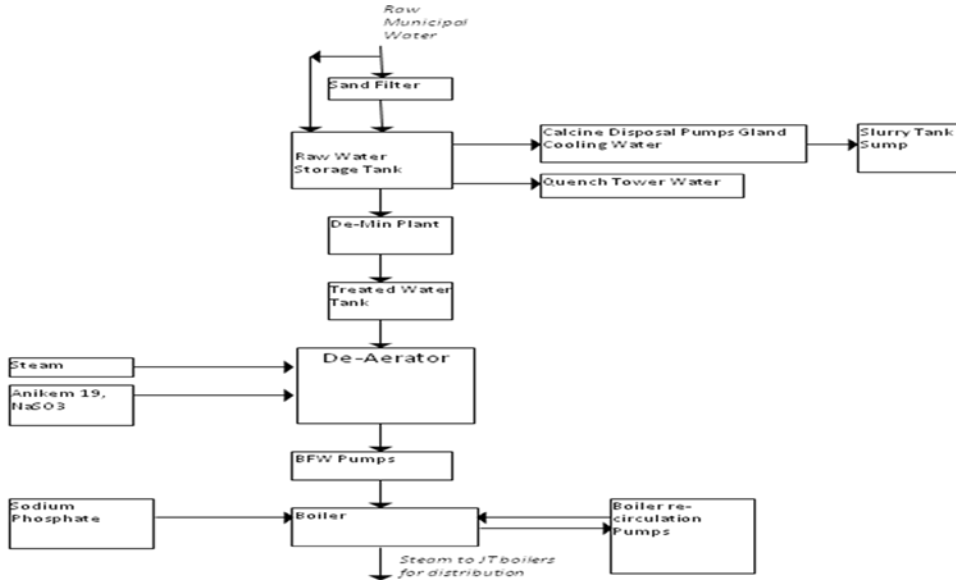 Raw
Municipal
Water
Sand Filter
Raw Water
Storage Tank
Calcine Disposal Pumps Gland
Cooling Water
Slurry Tank
Sump
Quench Tower Water
De-Min Plant
Treated Water
Tank
De-Aerator
Steam
Anikem 19,
NaSO3
BFW Pumps
Sodium
Phosphate
Boiler
Boiler re-
circulation
Pumps
Steam to JT boilers
for distribution